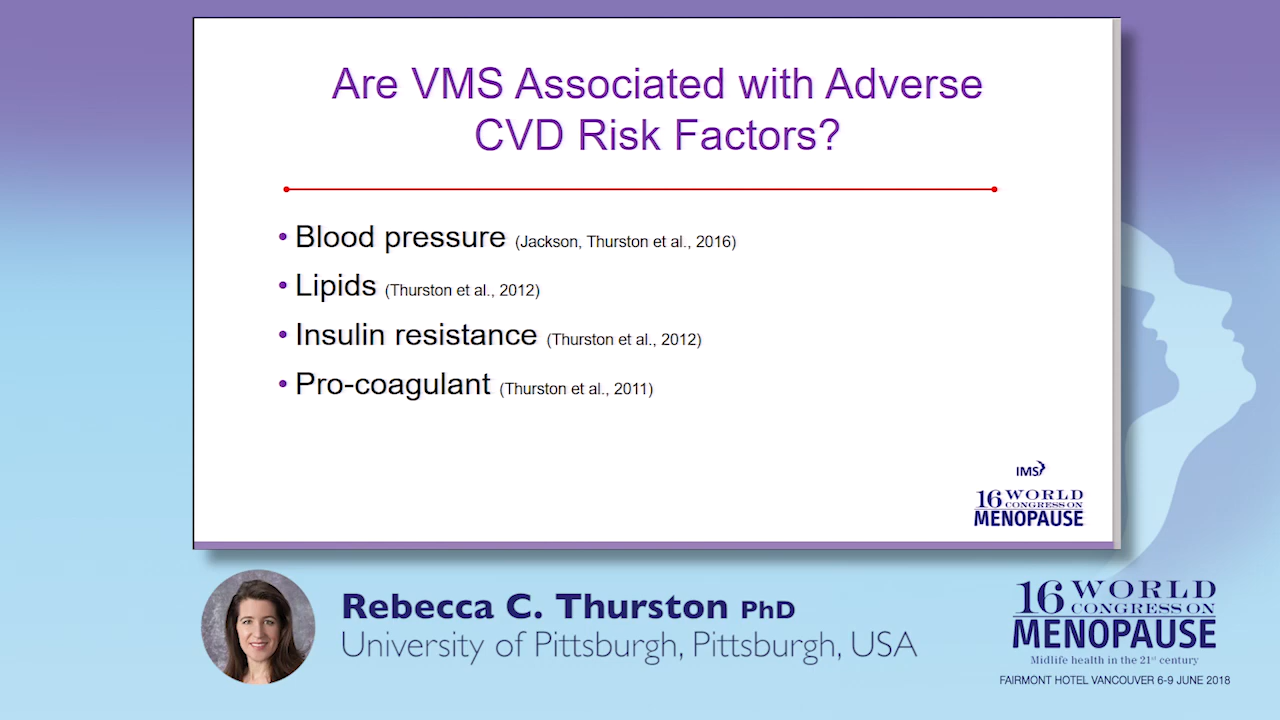 Are VMS Associated with Adverse
CVD Risk Factors?
• Blood pressure (Jackson, Thurston et al., 2016)
• Lipids (Thurston et al., 2012)
• Insulin resistance (Thurston et al., 2012)
• Pro-coagulant (Thurston et al., 2011)
IMS
16 WORLD
CONGRESS ON
MENOPAUSE
Rebecca C. Thurston PhD
University of Pittsburgh, Pittsburgh, USA
16 WORLD
CONGRESS ON
MENOPAUSE
Midlife health in the 21st century
FAIRMONT HOTEL VANCOUVER 6-9 JUNE 2018